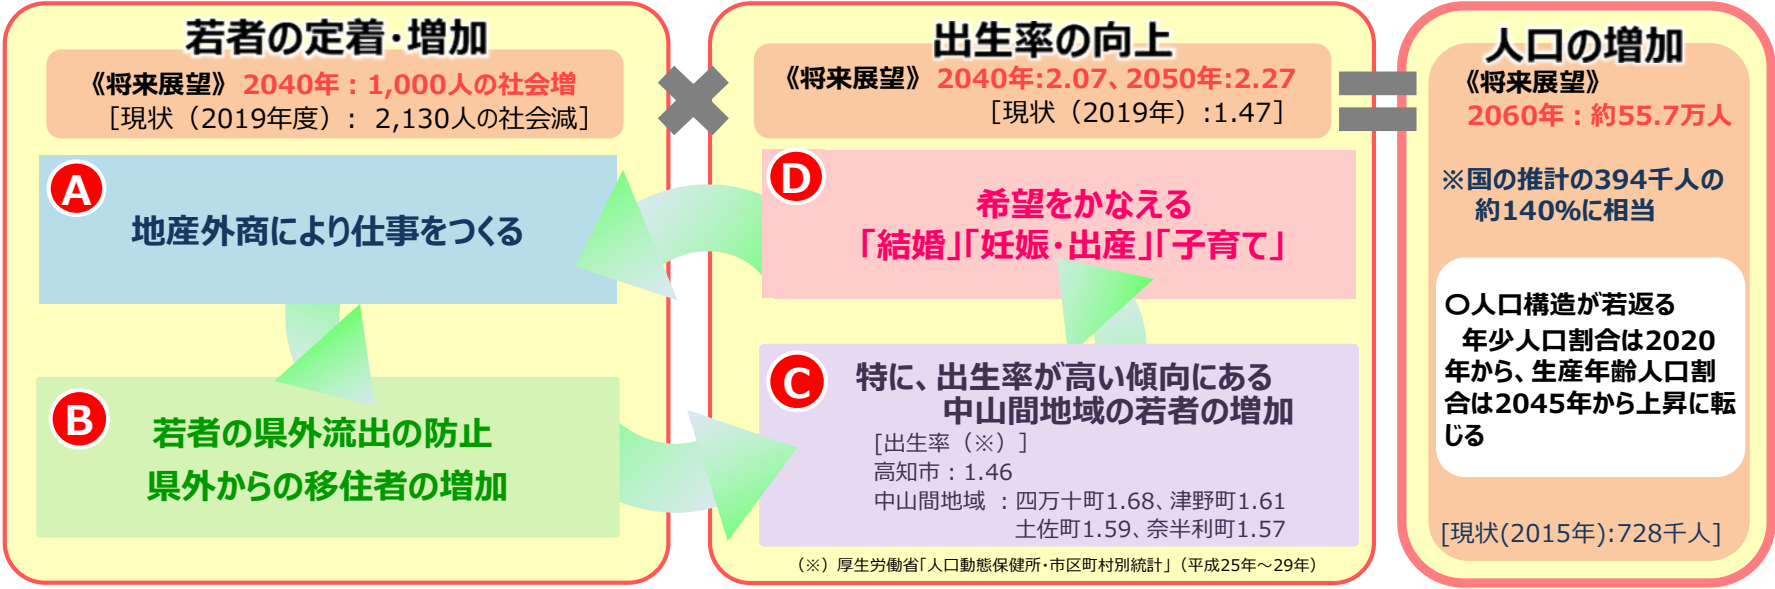 若者の定着・増加
《将来展望》 2040年：1,000人の社会増
［現状（2019年度）： 2,130人の社会減］
A
地産外商により仕事をつくる
B
若者の県外流出の防止
県外からの移住者の増加
出生率の向上
《将来展望》 2040年:2.07、2050年:2.27
［現状（2019年）:1.47］
D
希望をかなえる
「結婚」「妊娠・出産」「子育て」
C
特に、出生率が高い傾向にある
中山間地域の若者の増加
[出生率（※）]
高知市：1.46
中山間地域 ：四万十町1.68、津野町1.61
土佐町1.59、奈半利町1.57
（※）厚生労働省「人口動態保健所・市区町村別統計」（平成25年～29年）
人口の増加
《将来展望》
2060年：約55.7万人
※国の推計の394千人の
約140%に相当
〇人口構造が若返る
年少人口割合は2020
年から、生産年齢人口割
合は2045年から上昇に転
じる
[現状(2015年):728千人]